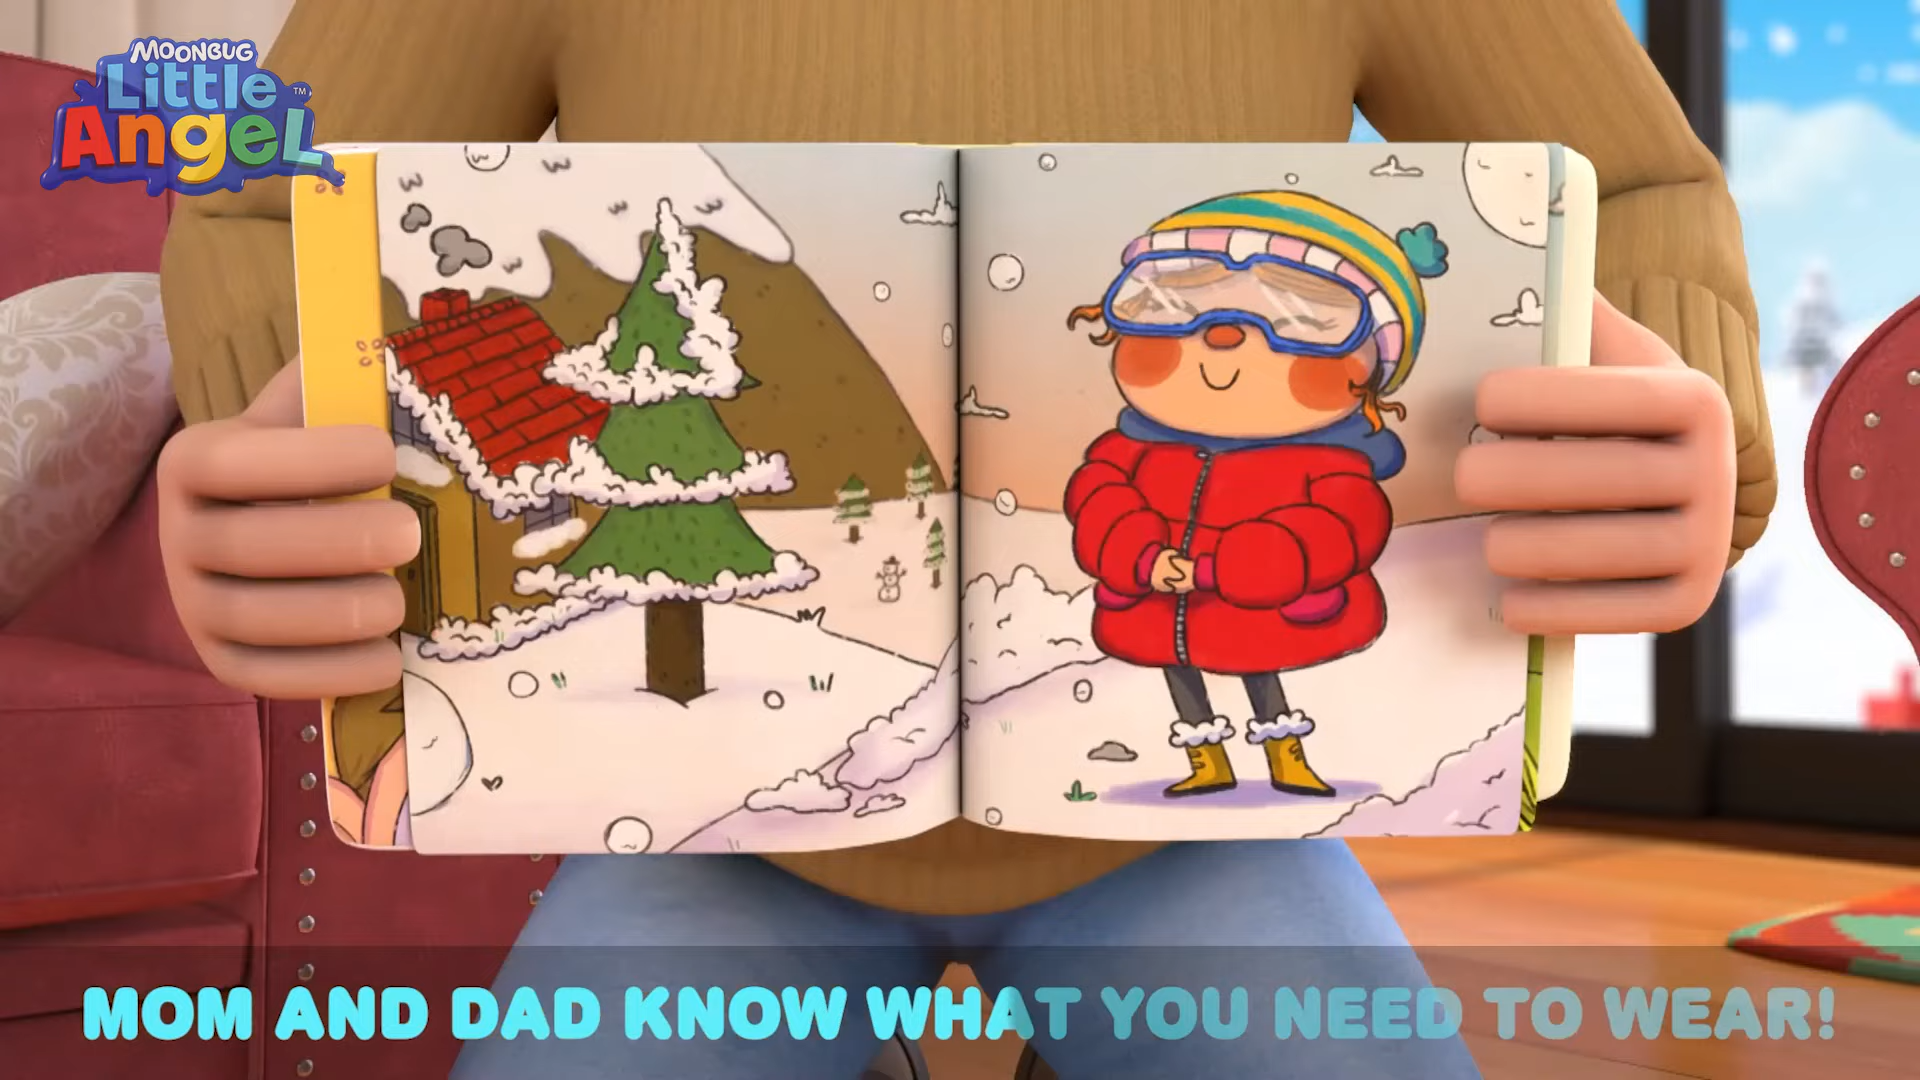 MOONBUG
Little
Angel
™
MOM AND DAD KNOW WHAT YOU NEED TO WEAR!